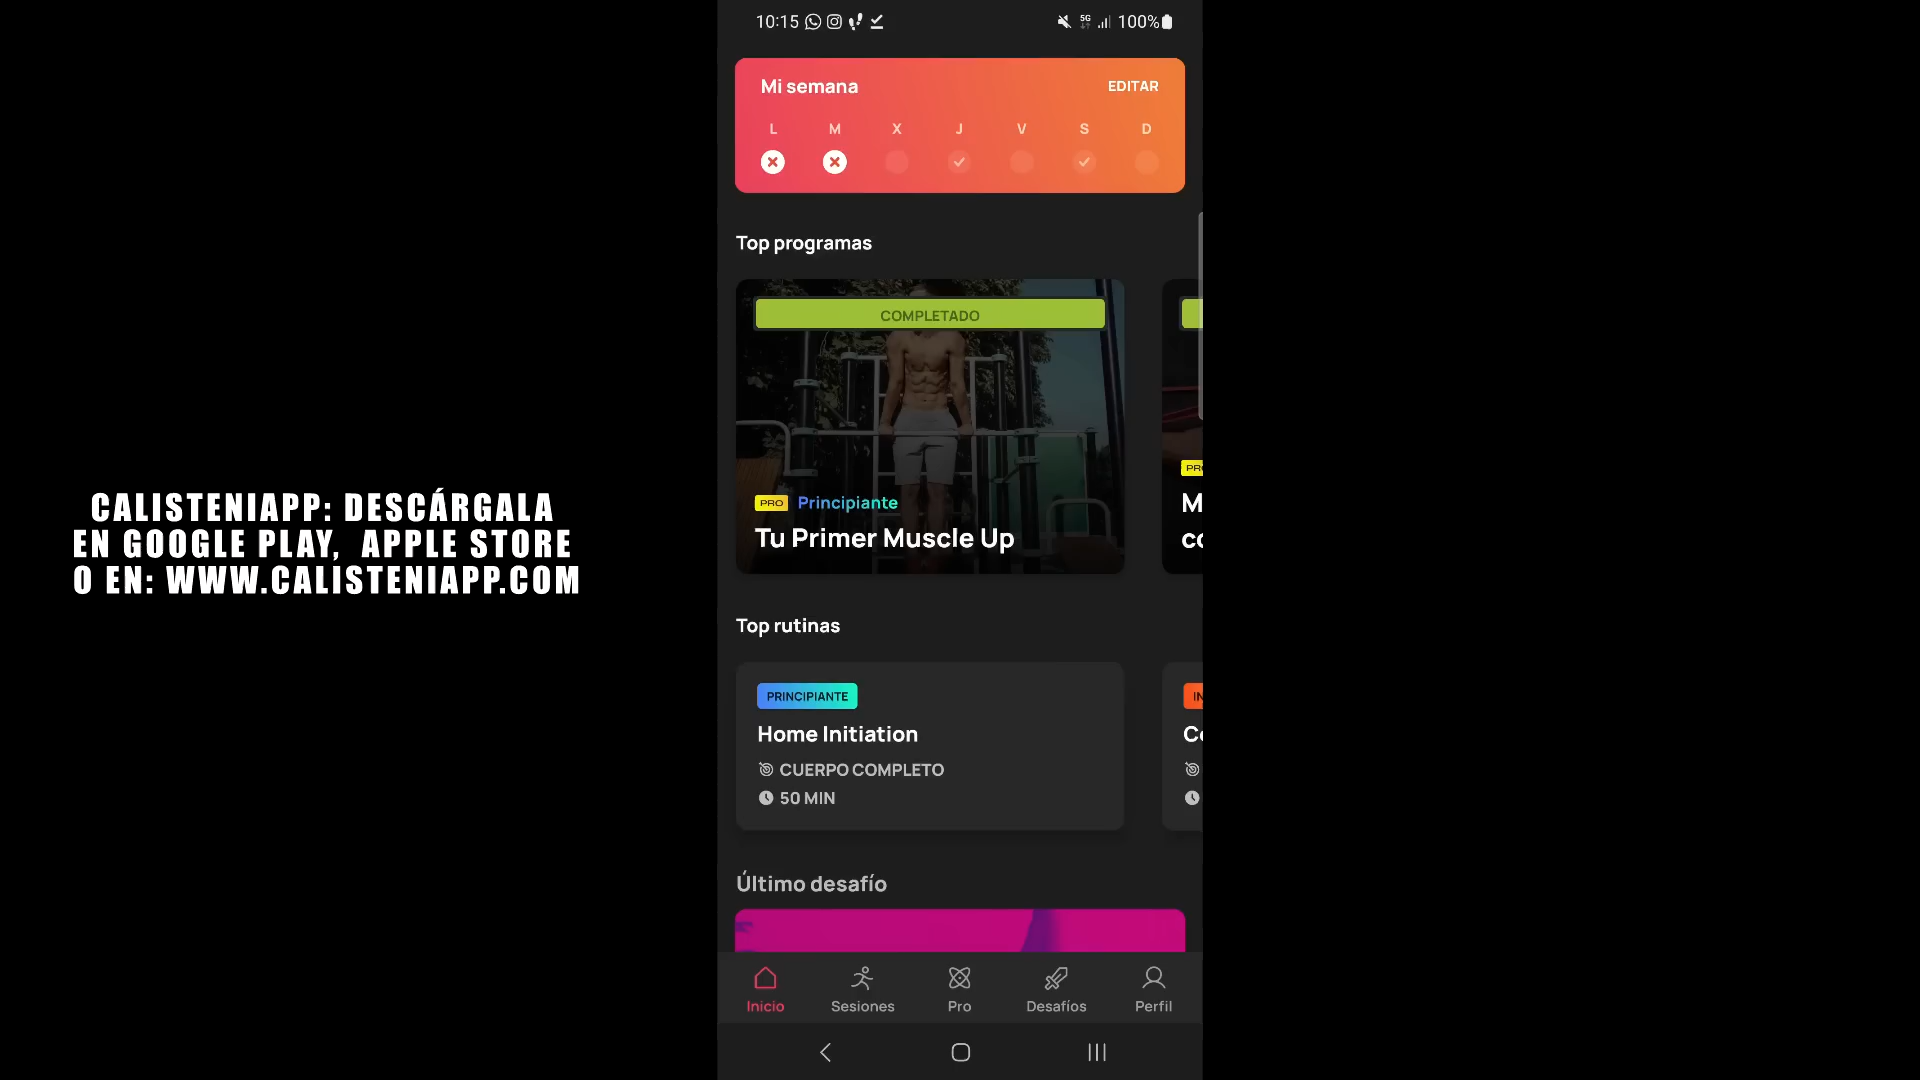 10:15
5G
100%
Mi semana
EDITAR
L M X J V S D
Top programas
COMPLETADO
PRO Principiante
Tu Primer Muscle Up
CALISTENIAPP: DESCÁRGALA
EN GOOGLE PLAY, APPLE STORE
O EN: WWW.CALISTENIAPP.COM
Top rutinas
PRINCIPIANTE
Home Initiation
CUERPO COMPLETO
50 MIN
Último desafío
Inicio Sesiones Pro Desafíos Perfil